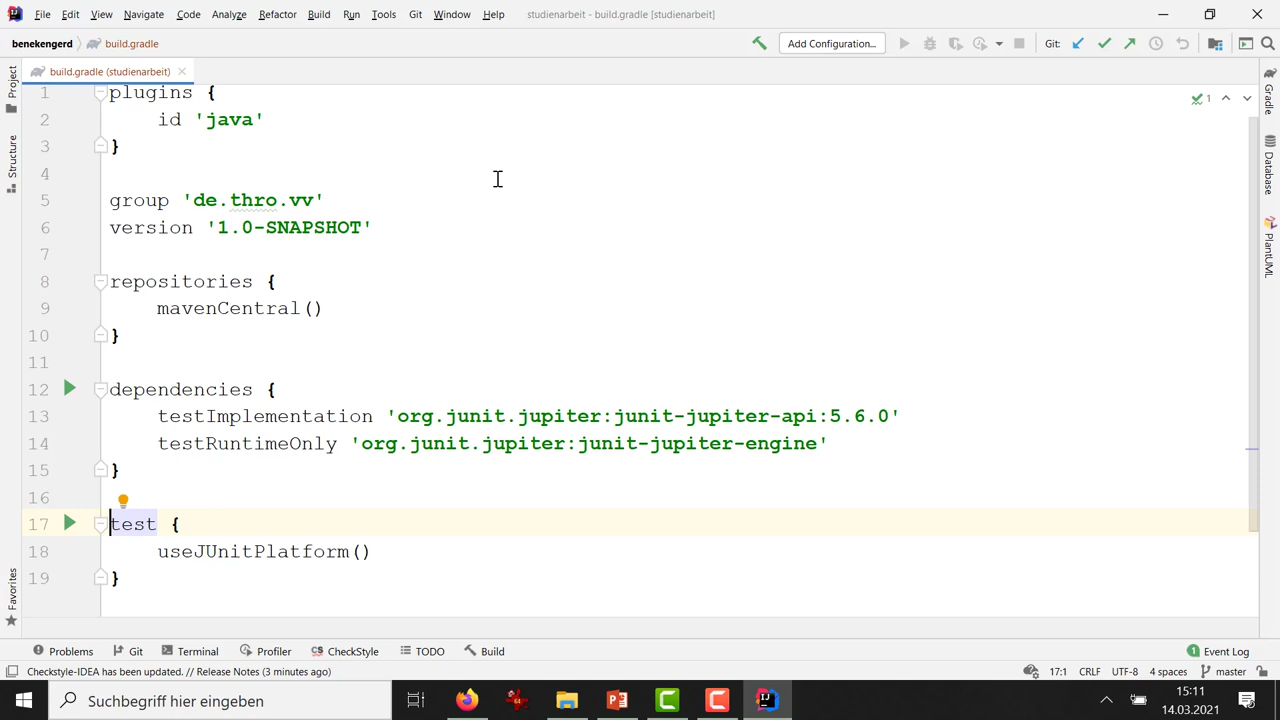 File Edit View Navigate Code Analyze Refactor Build Run Tools Git Window Help studienarbeit - build.gradle [studienarbeit]
benekengerd build.gradle Add Configuration... Git:
build.gradle (studienarbeit)
Project
Structure
Favorites
1 plugins {
2 id 'java'
3 }
4
5 group 'de.thro.vv'
6 version '1.0-SNAPSHOT'
7
8 repositories {
9 mavenCentral()
10 }
11
12 dependencies {
13 testImplementation 'org.junit.jupiter:junit-jupiter-api:5.6.0'
14 testRuntimeOnly 'org.junit.jupiter:junit-jupiter-engine'
15 }
16
17 test {
18 useJUnitPlatform()
19 }
1
Gradle
Database
PlantUML
Problems Git Terminal Profiler CS CheckStyle TODO Build 1 Event Log
Checkstyle-IDEA has been updated. // Release Notes (3 minutes ago) 17:1 CRLF UTF-8 4 spaces master
Suchbegriff hier eingeben
15:11
14.03.2021